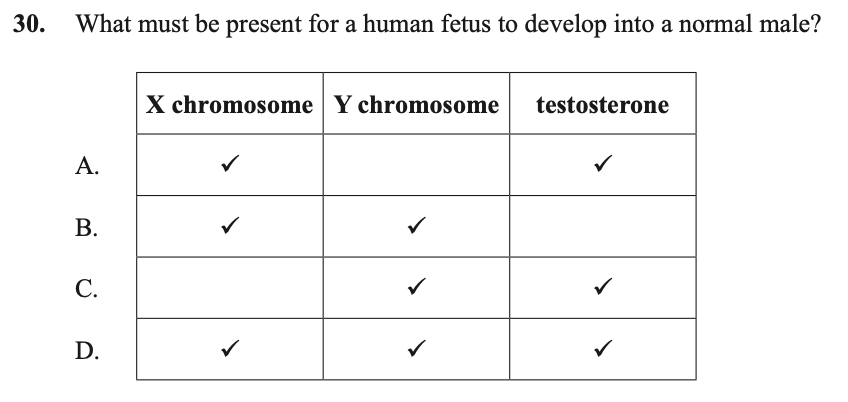 30. What must be present for a human fetus to develop into a normal male?
X chromosome Y chromosome testosterone
A. ✓ ✓
B. ✓ ✓
C. ✓ ✓
D. ✓ ✓ ✓